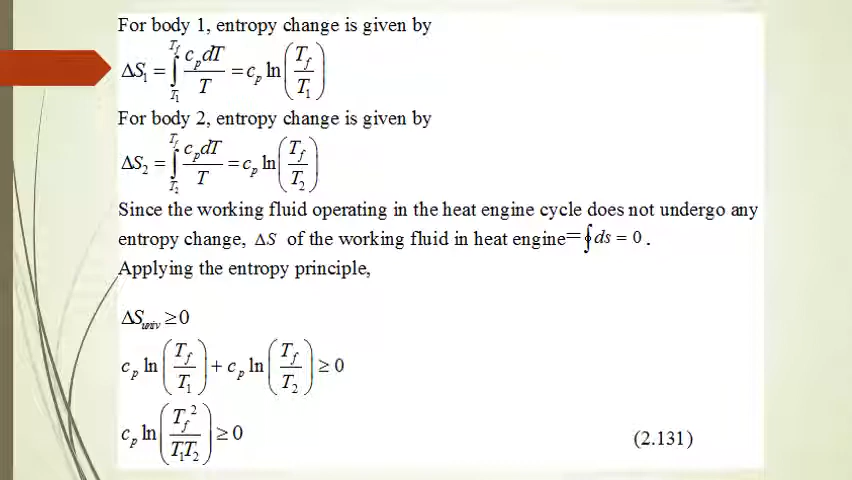 For body 1, entropy change is given by
ΔS₁ = ∫_{T₁}^{T_f} c_p dT / T = c_p ln (T_f / T₁)
For body 2, entropy change is given by
ΔS₂ = ∫_{T₂}^{T_f} c_p dT / T = c_p ln (T_f / T₂)
Since the working fluid operating in the heat engine cycle does not undergo any
entropy change, ΔS of the working fluid in heat engine= ∮ ds = 0 .
Applying the entropy principle,
ΔS_univ ≥ 0
c_p ln (T_f / T₁) + c_p ln (T_f / T₂) ≥ 0
c_p ln (T_f² / T₁T₂) ≥ 0 (2.131)